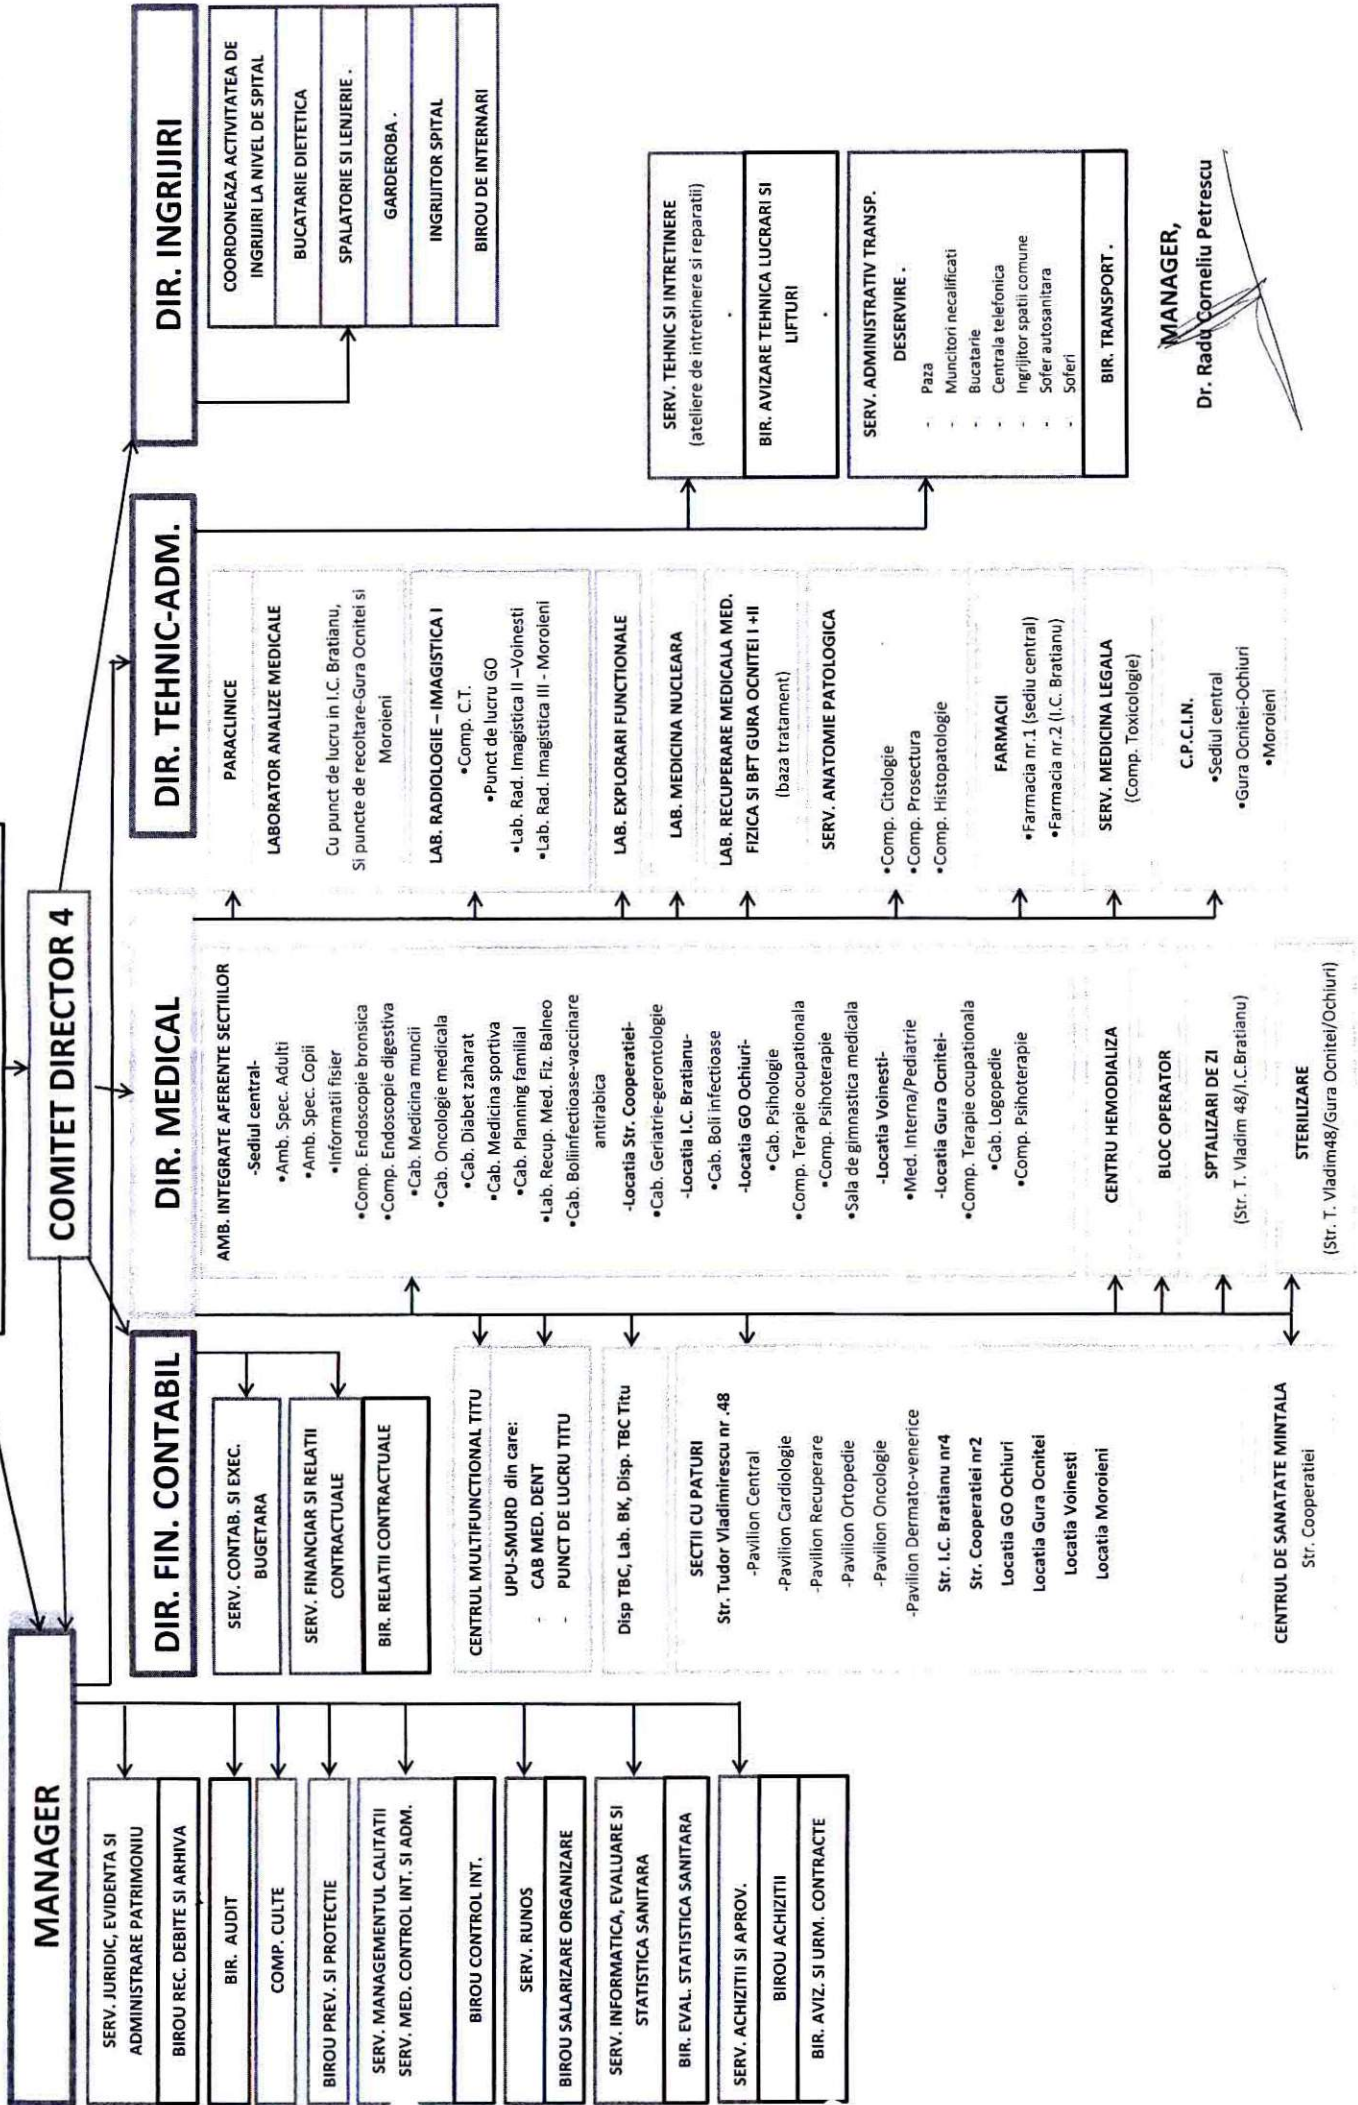 COMITET DIRECTOR 4
MANAGER
SERV. JURIDIC, EVIDENTA SI
ADMINISTRARE PATRIMONIU
BIROU REC. DEBITE SI ARHIVA
BIR. AUDIT
COMP. CULTE
BIROU PREV. SI PROTECTIE
SERV. MANAGEMENTUL CALITATII
SERV. MED. CONTROL INT. SI ADM.
BIROU CONTROL INT.
SERV. RUNOS
BIROU SALARIZARE ORGANIZARE
SERV. INFORMATICA, EVALUARE SI
STATISTICA SANITARA
BIR. EVAL. STATISTICA SANITARA
SERV. ACHIZITII SI APROV.
BIROU ACHIZITII
BIR. AVIZ. SI URM. CONTRACTE
DIR. FIN. CONTABIL
SERV. CONTAB. SI EXEC.
BUGETARA
SERV. FINANCIAR SI RELATII
CONTRACTUALE
BIR. RELATII CONTRACTUALE
CENTRUL MULTIFUNCTIONAL TITU
UPU-SMURD din care:
- CAB MED. DENT
- PUNCT DE LUCRU TITU
Disp TBC, Lab. BK, Disp. TBC Titu
SECTII CU PATURI
Str. Tudor Vladimirescu nr .48
-Pavilion Central
-Pavilion Cardiologie
-Pavilion Recuperare
-Pavilion Ortopedie
-Pavilion Oncologie
-Pavilion Dermato-venerice
Str. I.C. Bratianu nr4
Str. Cooperatiei nr2
Locatia GO Ochiuri
Locatia Gura Ocnitei
Locatia Voinesti
Locatia Moroieni
CENTRUL DE SANATATE MINTALA
Str. Cooperatiei
DIR. MEDICAL
AMB. INTEGRATE AFERENTE SECTIILOR
-Sediul central-
•Amb. Spec. Adulti
•Amb. Spec. Copii
•Informatii fisier
•Comp. Endoscopie bronsica
•Comp. Endoscopie digestiva
•Cab. Medicina muncii
•Cab. Oncologie medicala
•Cab. Diabet zaharat
•Cab. Medicina sportiva
•Cab. Planning familial
•Lab. Recup. Med. Fiz. Balneo
•Cab. Boliinfectioase-vaccinare
antirabica
-Locatia Str. Cooperatiei-
•Cab. Geriatrie-gerontologie
-Locatia I.C. Bratianu-
•Cab. Boli infectioase
-Locatia GO Ochiuri-
•Cab. Psihologie
•Comp. Terapie ocupationala
•Comp. Psihoterapie
•Sala de gimnastica medicala
-Locatia Voinesti-
•Med. Interna/Pediatrie
-Locatia Gura Ocnitei-
•Comp. Terapie ocupationala
•Cab. Logopedie
•Comp. Psihoterapie
CENTRU HEMODIALIZA
BLOC OPERATOR
SPTALIZARI DE ZI
(Str. T. Vladim 48/I.C.Bratianu)
STERILIZARE
(Str. T. Vladim48/Gura Ocnitei/Ochiuri)
DIR. TEHNIC-ADM.
PARACLINICE
LABORATOR ANALIZE MEDICALE
Cu punct de lucru in I.C. Bratianu,
Si puncte de recoltare-Gura Ocnitei si
Moroieni
LAB. RADIOLOGIE – IMAGISTICA I
•Comp. C.T.
•Punct de lucru GO
•Lab. Rad. Imagistica II –Voinesti
•Lab. Rad. Imagistica III - Moroieni
LAB. EXPLORARI FUNCTIONALE
LAB. MEDICINA NUCLEARA
LAB. RECUPERARE MEDICALA MED.
FIZICA SI BFT GURA OCNITEI I +II
(baza tratament)
SERV. ANATOMIE PATOLOGICA
•Comp. Citologie
•Comp. Prosectura
•Comp. Histopatologie
FARMACII
•Farmacia nr.1 (sediu central)
•Farmacia nr.2 (I.C. Bratianu)
SERV. MEDICINA LEGALA
(Comp. Toxicologie)
C.P.C.I.N.
•Sediul central
•Gura Ocnitei-Ochiuri
•Moroieni
SERV. TEHNIC SI INTRETINERE
(ateliere de intretinere si reparatii)
.
BIR. AVIZARE TEHNICA LUCRARI SI
LIFTURI
.
SERV. ADMINISTRATIV TRANSP.
DESERVIRE .
- Paza
- Muncitori necalificati
- Bucatarie
- Centrala telefonica
- Ingrijitor spatii comune
- Sofer autosanitara
- Soferi
BIR. TRANSPORT .
DIR. INGRIJIRI
COORDONEAZA ACTIVITATEA DE
INGRIJIRI LA NIVEL DE SPITAL
BUCATARIE DIETETICA
SPALATORIE SI LENJERIE .
GARDEROBA .
INGRIJITOR SPITAL
BIROU DE INTERNARI
MANAGER,
Dr. Radu Corneliu Petrescu